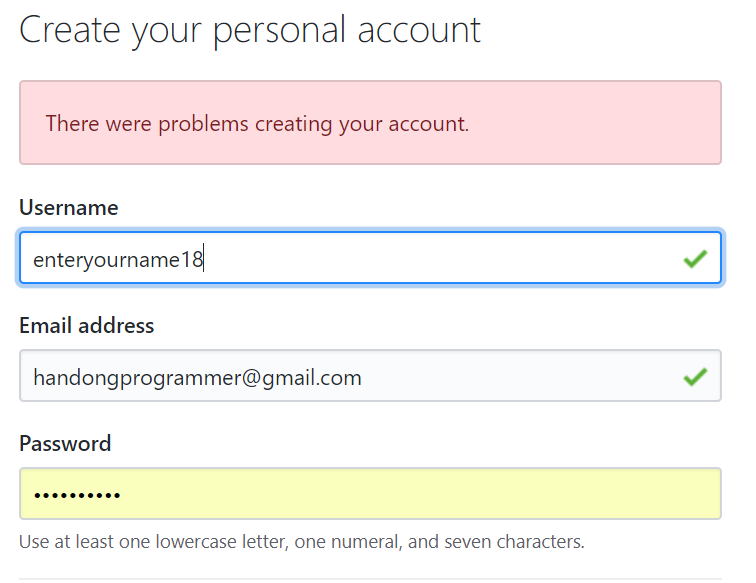 Create your personal account
There were problems creating your account.
Username
enteryourname18
Email address
handongprogrammer@gmail.com
Password
••••••••••
Use at least one lowercase letter, one numeral, and seven characters.